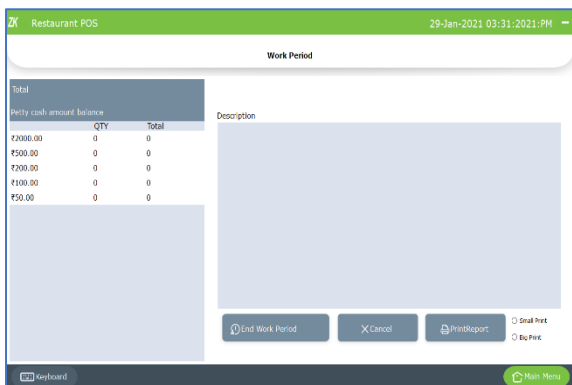 ZK Restaurant POS 29-Jan-2021 03:31:2021:PM
Work Period
Total
Petty cash amount balance
QTY Total
₹2000.00 0 0
₹500.00 0 0
₹200.00 0 0
₹100.00 0 0
₹50.00 0 0
Description
End Work Period
Cancel
PrintReport
Small Print
Big Print
Keyboard
Main Menu